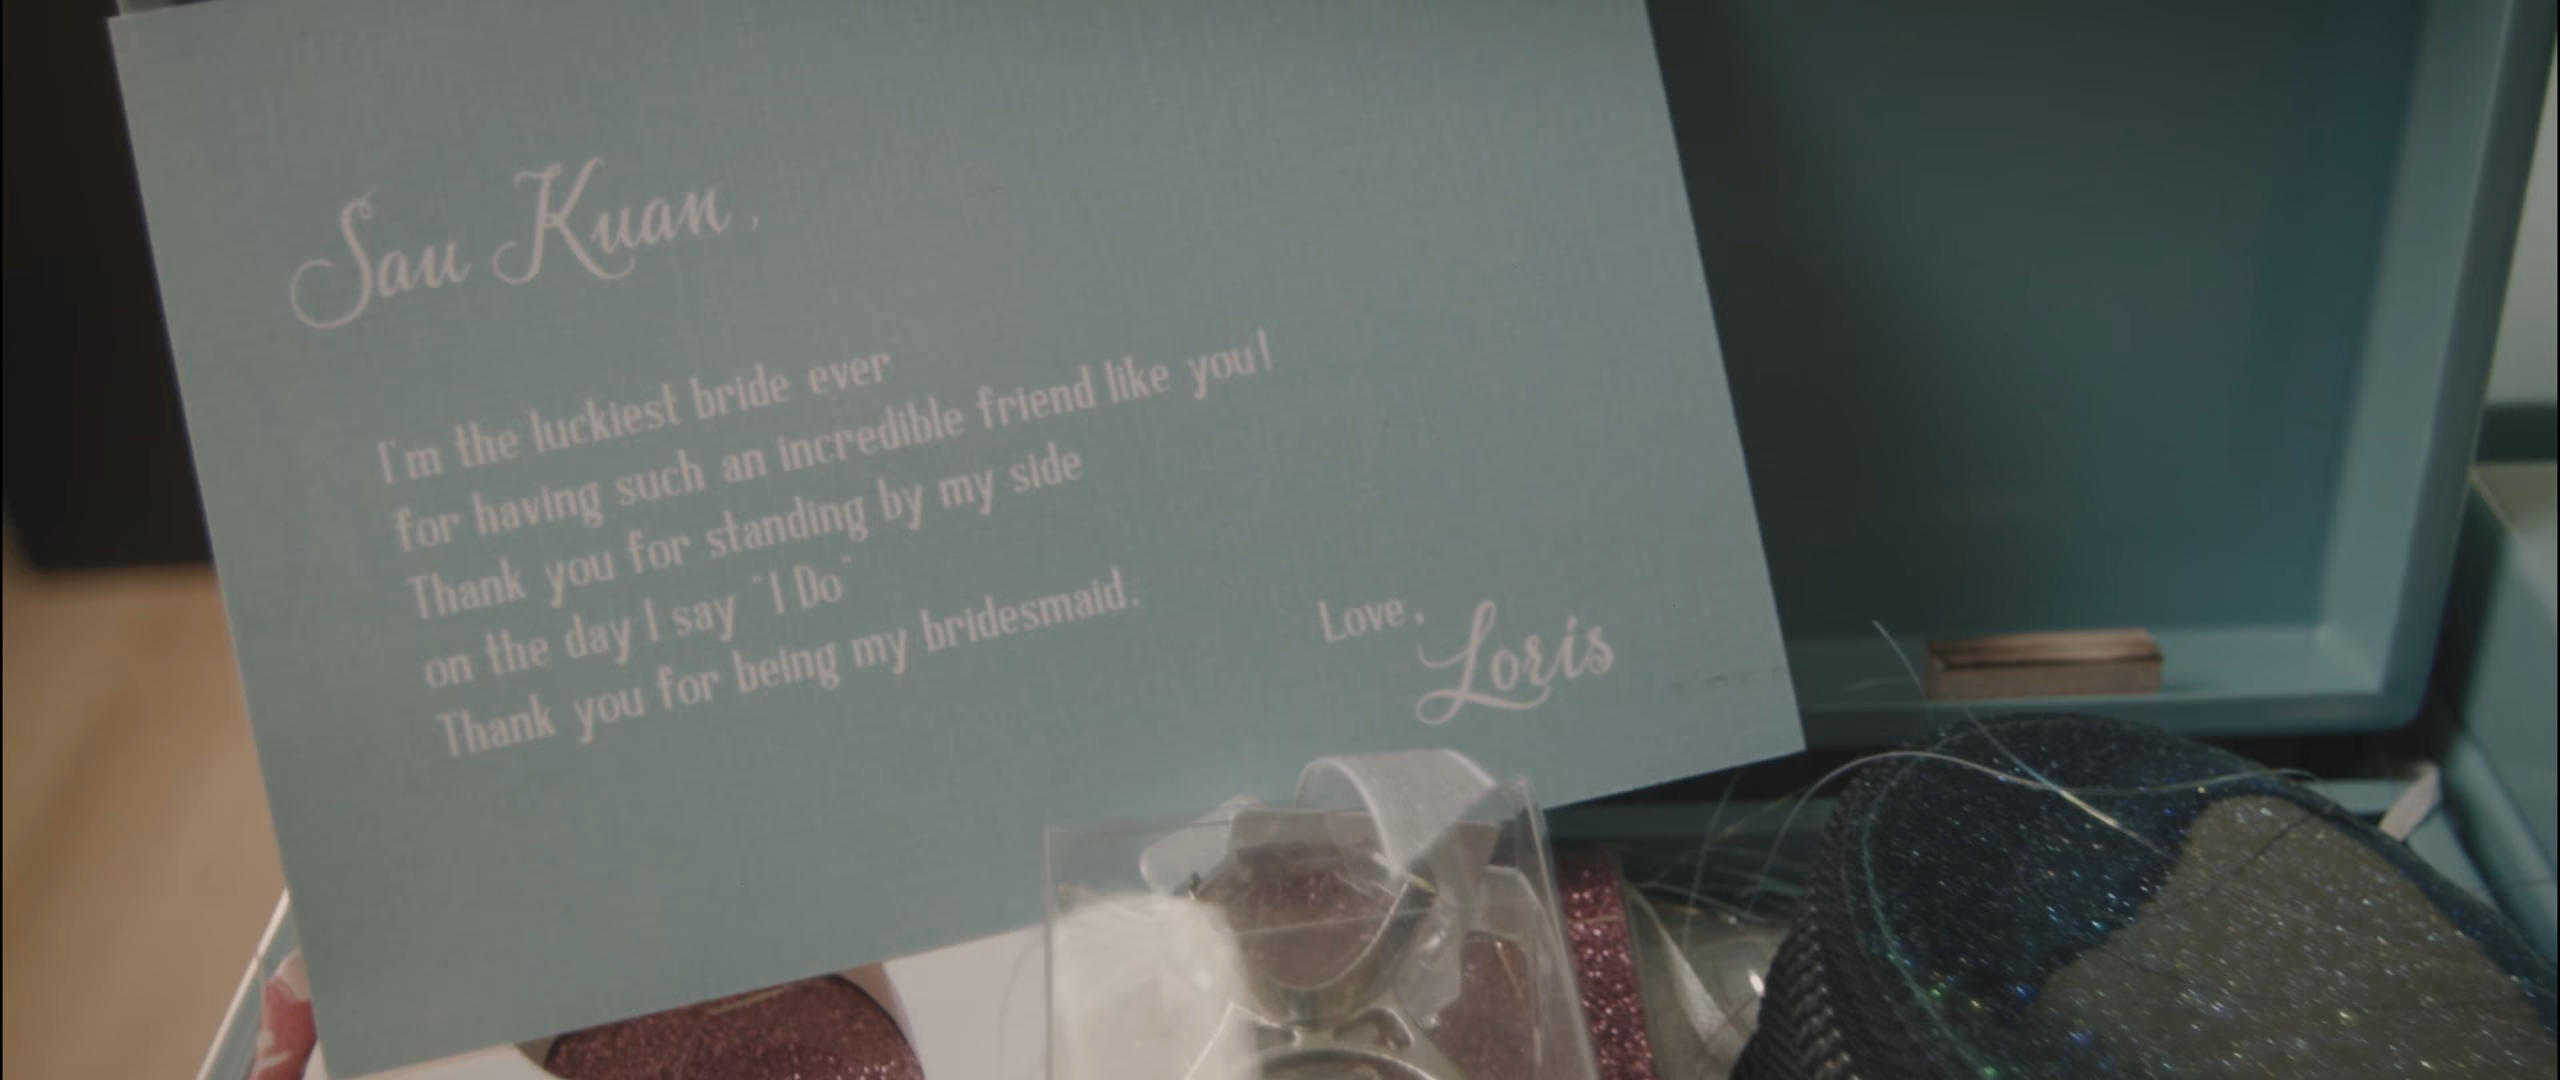 Sau Kuan,
I'm the luckiest bride ever
for having such an incredible friend like you!
Thank you for standing by my side
on the day I say "I Do"
Thank you for being my bridesmaid.
Love,
Loris